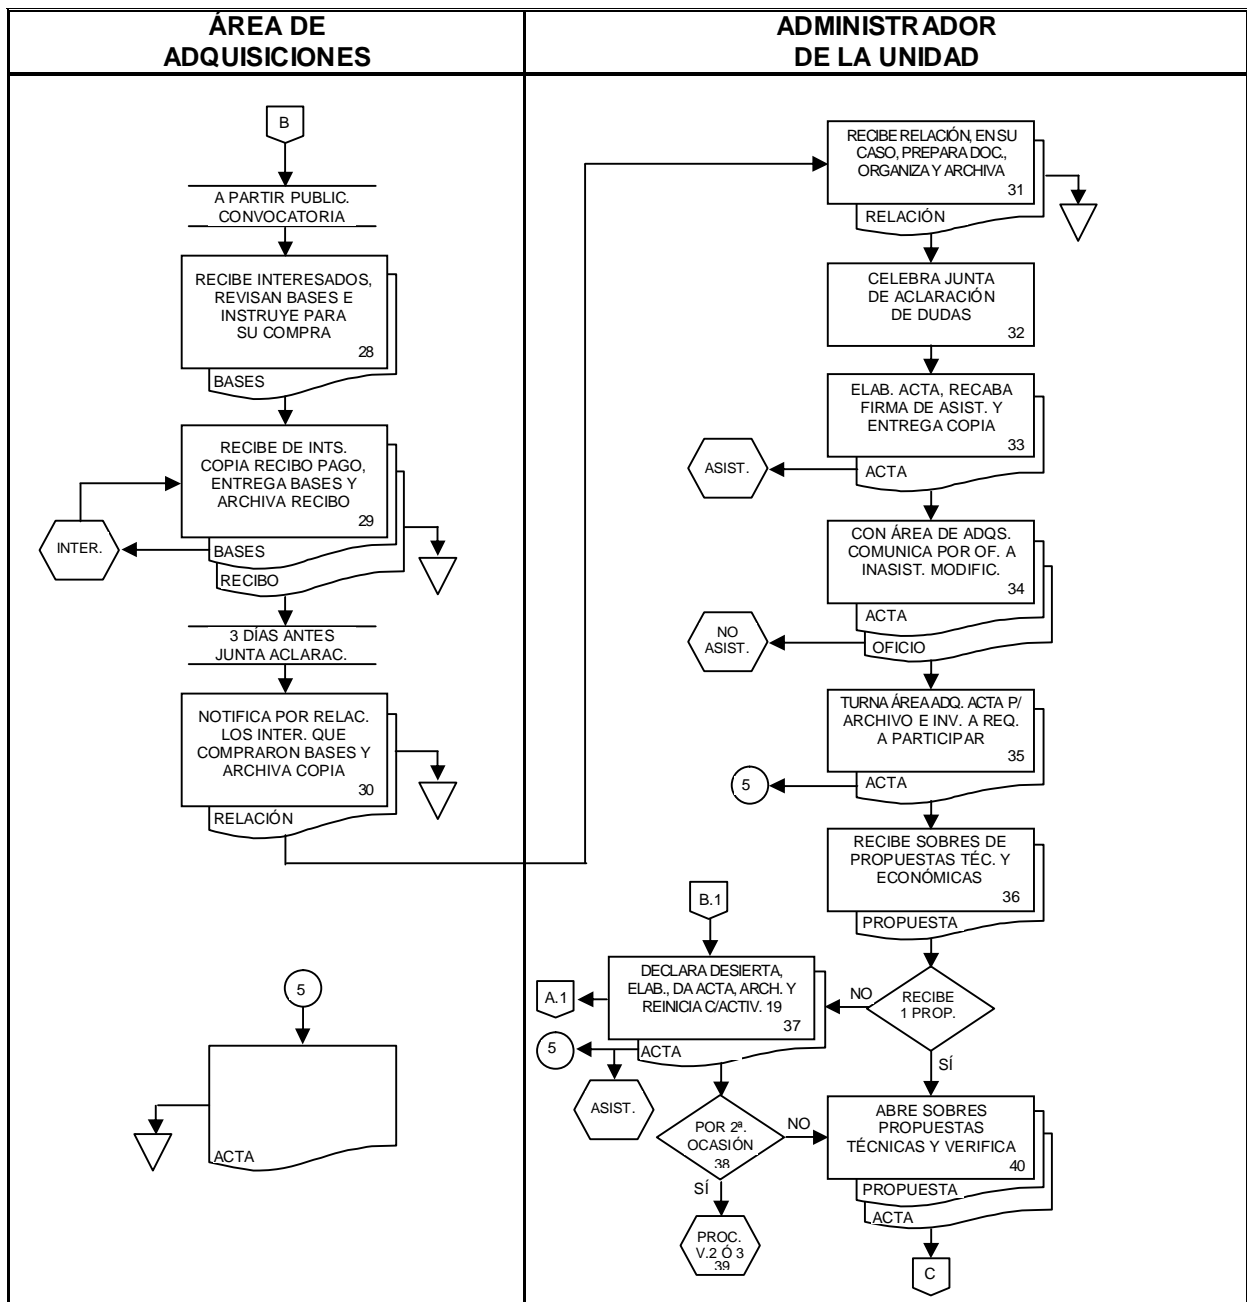 ÁREA DE
ADQUISICIONES
ADMINISTRADOR
DE LA UNIDAD
B
A PARTIR PUBLIC.
CONVOCATORIA
RECIBE INTERESADOS,
REVISAN BASES E
INSTRUYE PARA
SU COMPRA
28
BASES
RECIBE DE INTS.
COPIA RECIBO PAGO,
ENTREGA BASES Y
ARCHIVA RECIBO
29
INTER.
BASES
RECIBO
3 DÍAS ANTES
JUNTA ACLARAC.
NOTIFICA POR RELAC.
LOS INTER. QUE
COMPRARON BASES Y
ARCHIVA COPIA
30
RELACIÓN
5
ACTA
RECIBE RELACIÓN, EN SU
CASO, PREPARA DOC.,
ORGANIZA Y ARCHIVA
31
RELACIÓN
CELEBRA JUNTA
DE ACLARACIÓN
DE DUDAS
32
ELAB. ACTA, RECABA
FIRMA DE ASIST. Y
ENTREGA COPIA
33
ASIST.
ACTA
CON ÁREA DE ADQS.
COMUNICA POR OF. A
INASIST. MODIFIC.
34
ACTA
NO
ASIST.
OFICIO
TURNA ÁREA ADQ. ACTA P/
ARCHIVO E INV. A REQ.
A PARTICIPAR
35
5
ACTA
RECIBE SOBRES DE
PROPUESTAS TÉC. Y
ECONÓMICAS
36
PROPUESTA
B.1
DECLARA DESIERTA,
ELAB., DA ACTA, ARCH. Y
REINICIA C/ACTIV. 19
37
A.1
NO
RECIBE
1 PROP.
5
ACTA
SÍ
ASIST.
POR 2ª.
OCASIÓN
38
NO
SÍ
ABRE SOBRES
PROPUESTAS
TÉCNICAS Y VERIFICA
40
PROPUESTA
ACTA
PROC.
V.2 Ó 3
39
C